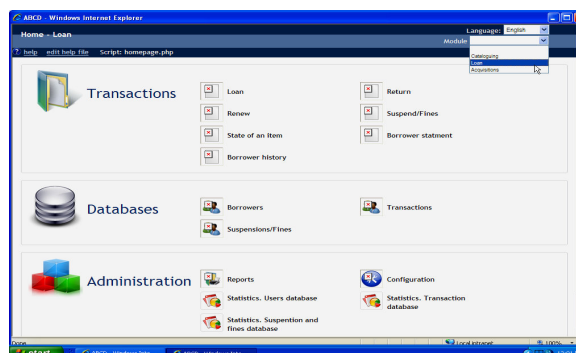 ABCD - Windows Internet Explorer
Home - Loan
Language: English
Module
Cataloguing
Loan
Acquisitions
? help edit help file Script: homepage.php
Transactions
Loan
Return
Renew
Suspend/Fines
State of an Item
Borrower statment
Borrower history
Databases
Borrowers
Transactions
Suspensions/Fines
Administration
Reports
Configuration
Statistics. Users database
Statistics. Transaction
database
Statistics. Suspention and
fines database
Done
Local intranet
100%
start